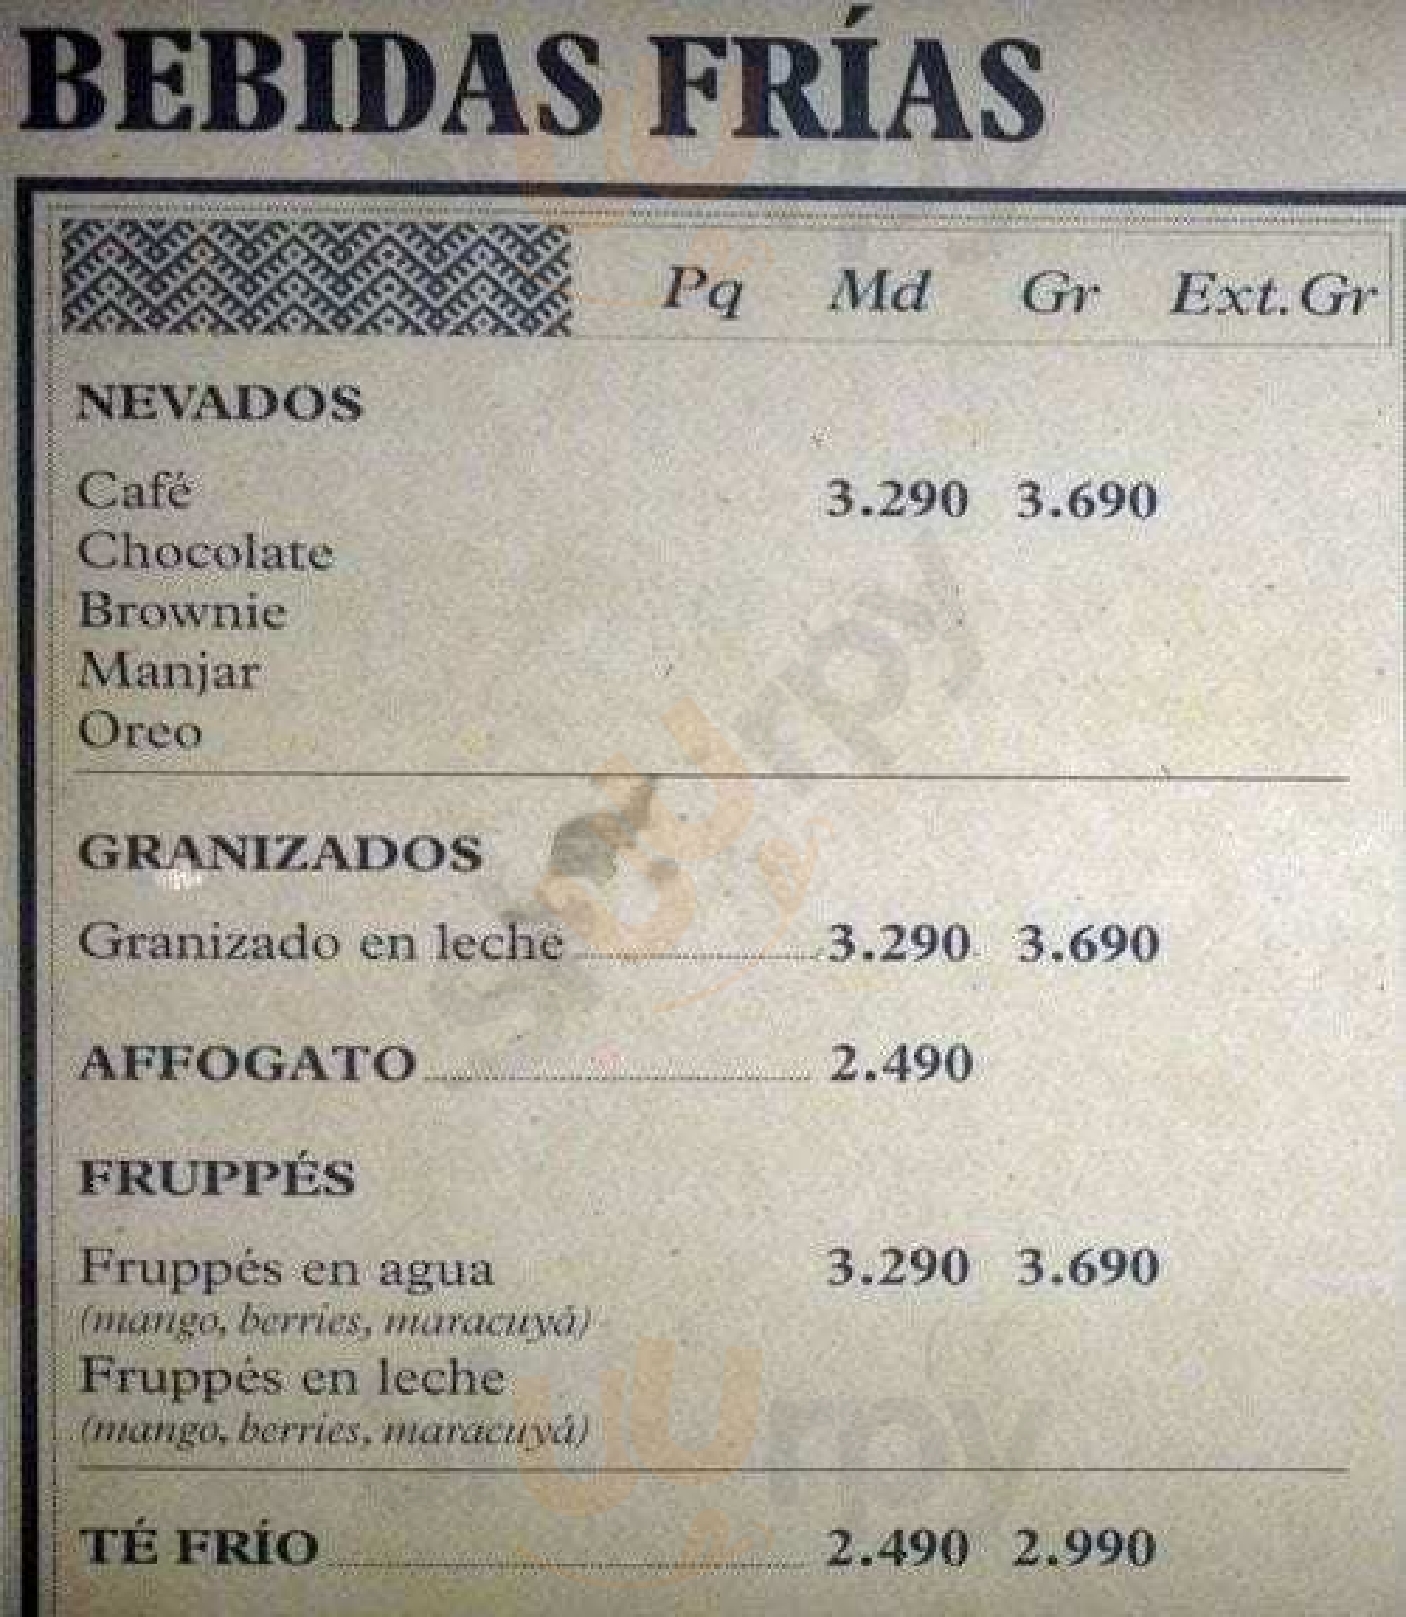 BEBIDAS FRÍAS
Pq Md Gr Ext.Gr
NEVADOS
Café 3.290 3.690
Chocolate
Brownie
Manjar
Oreo
GRANIZADOS
Granizado en leche 3.290 3.690
AFFOGATO 2.490
FRUPPÉS
Fruppés en agua 3.290 3.690
(mango, berries, maracuyá)
Fruppés en leche
(mango, berries, maracuyá)
TÉ FRÍO 2.490 2.990